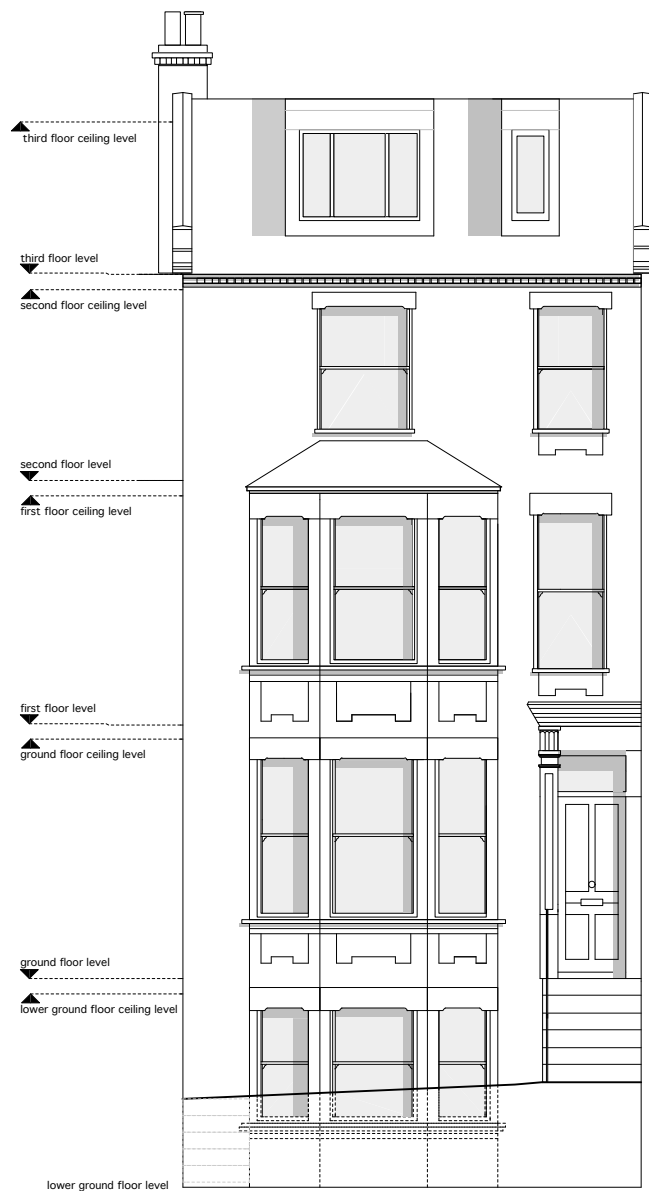 third floor ceiling level
third floor level
second floor ceiling level
second floor level
first floor ceiling level
first floor level
ground floor ceiling level
ground floor level
lower ground floor ceiling level
lower ground floor level